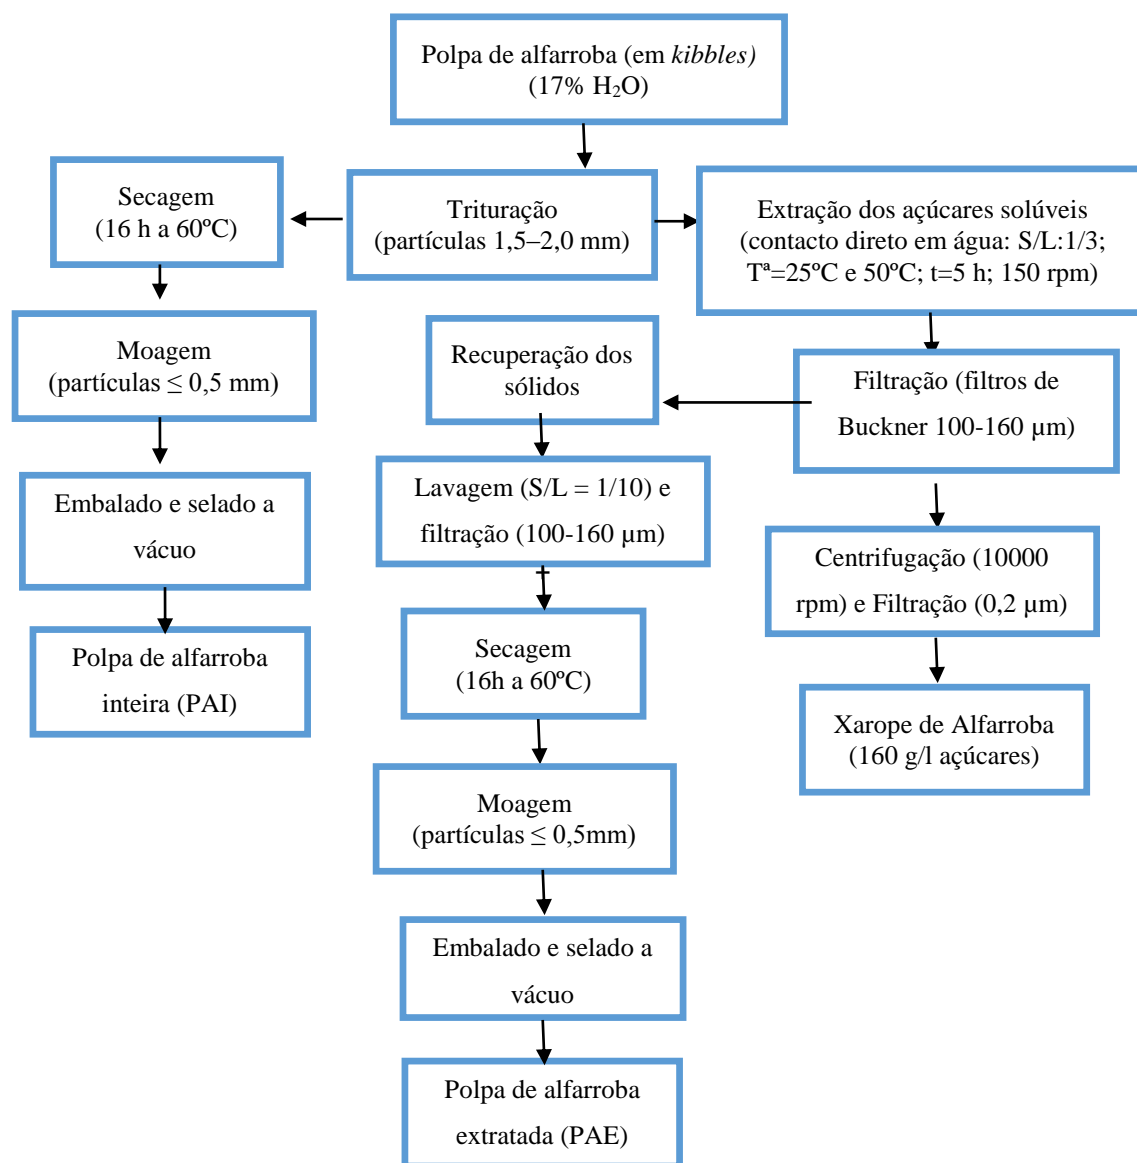 Polpa de alfarroba (em kibbles)
(17% H₂O)
Secagem
(16 h a 60ºC)
Trituração
(partículas 1,5–2,0 mm)
Extração dos açúcares solúveis
(contacto direto em água: S/L:1/3;
Tª=25ºC e 50ºC; t=5 h; 150 rpm)
Moagem
(partículas ≤ 0,5 mm)
Recuperação dos
sólidos
Filtração (filtros de
Buckner 100-160 µm)
Embalado e selado a
vácuo
Lavagem (S/L = 1/10) e
filtração (100-160 µm)
Centrifugação (10000
rpm) e Filtração (0,2 µm)
Polpa de alfarroba
inteira (PAI)
Secagem
(16h a 60ºC)
Xarope de Alfarroba
(160 g/l açúcares)
Moagem
(partículas ≤ 0,5mm)
Embalado e selado a
vácuo
Polpa de alfarroba
extratada (PAE)